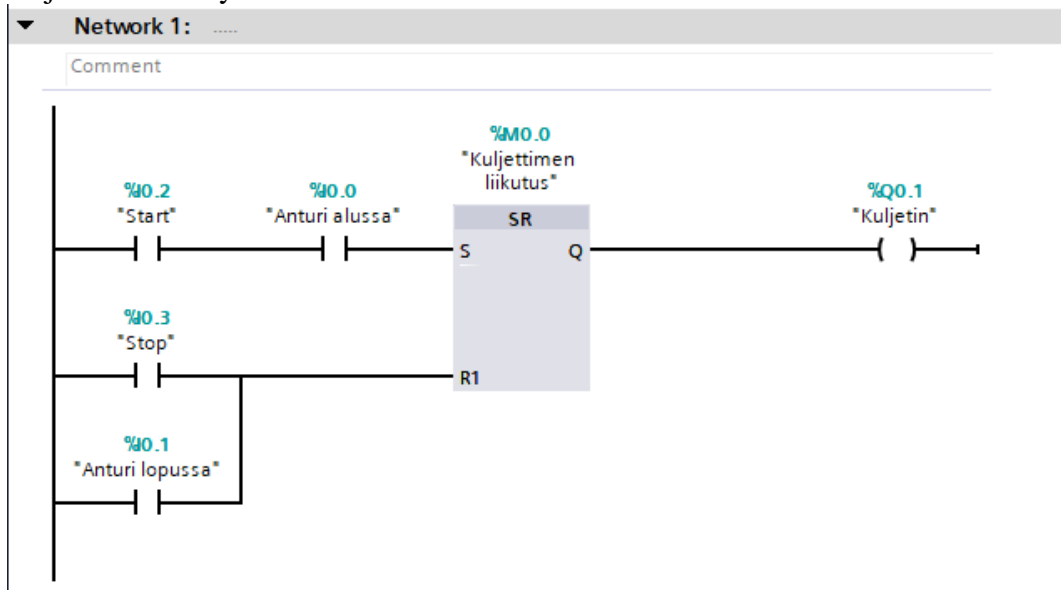 Network 1: .....
Comment
%M0.0
"Kuljettimen
liikutus"
%I0.2
"Start"
%I0.0
"Anturi alussa"
SR
%Q0.1
"Kuljetin"
S
Q
%I0.3
"Stop"
R1
%I0.1
"Anturi lopussa"